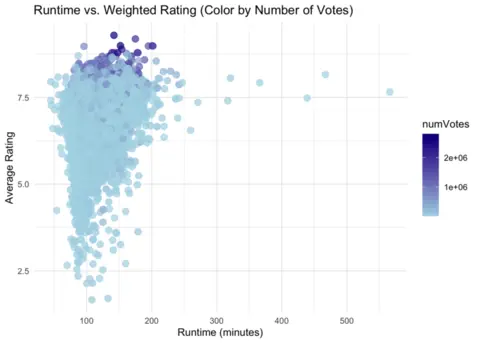 Runtime vs. Weighted Rating (Color by Number of Votes)
7.5
5.0
2.5
Average Rating
100 200 300 400 500
Runtime (minutes)
numVotes
2e+06
1e+06